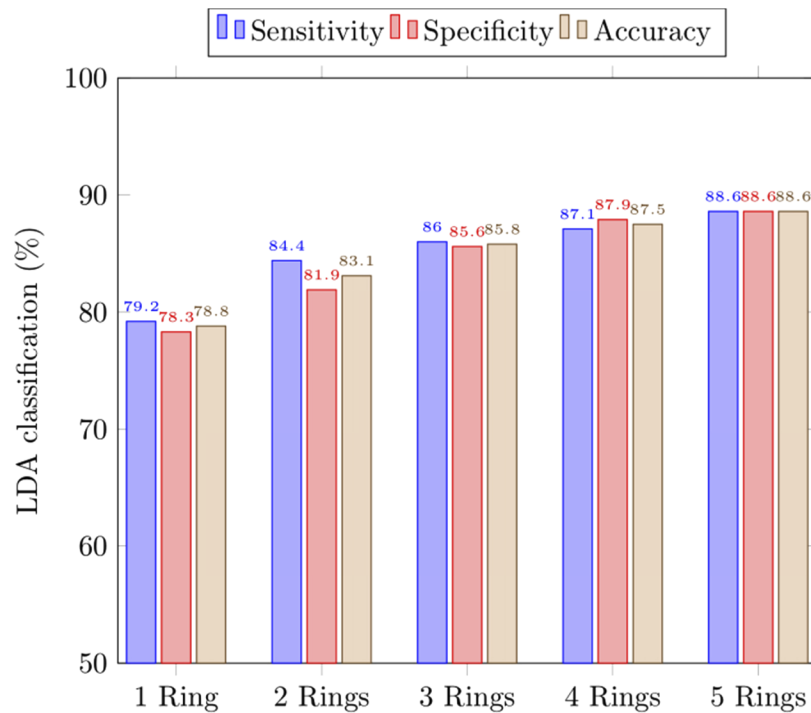 Sensitivity Specificity Accuracy
100
90
80
70
60
50
LDA classification (%)
79.2 78.3 78.8
84.4 81.9 83.1
86 85.6 85.8
87.1 87.9 87.5
88.6 88.6 88.6
1 Ring 2 Rings 3 Rings 4 Rings 5 Rings